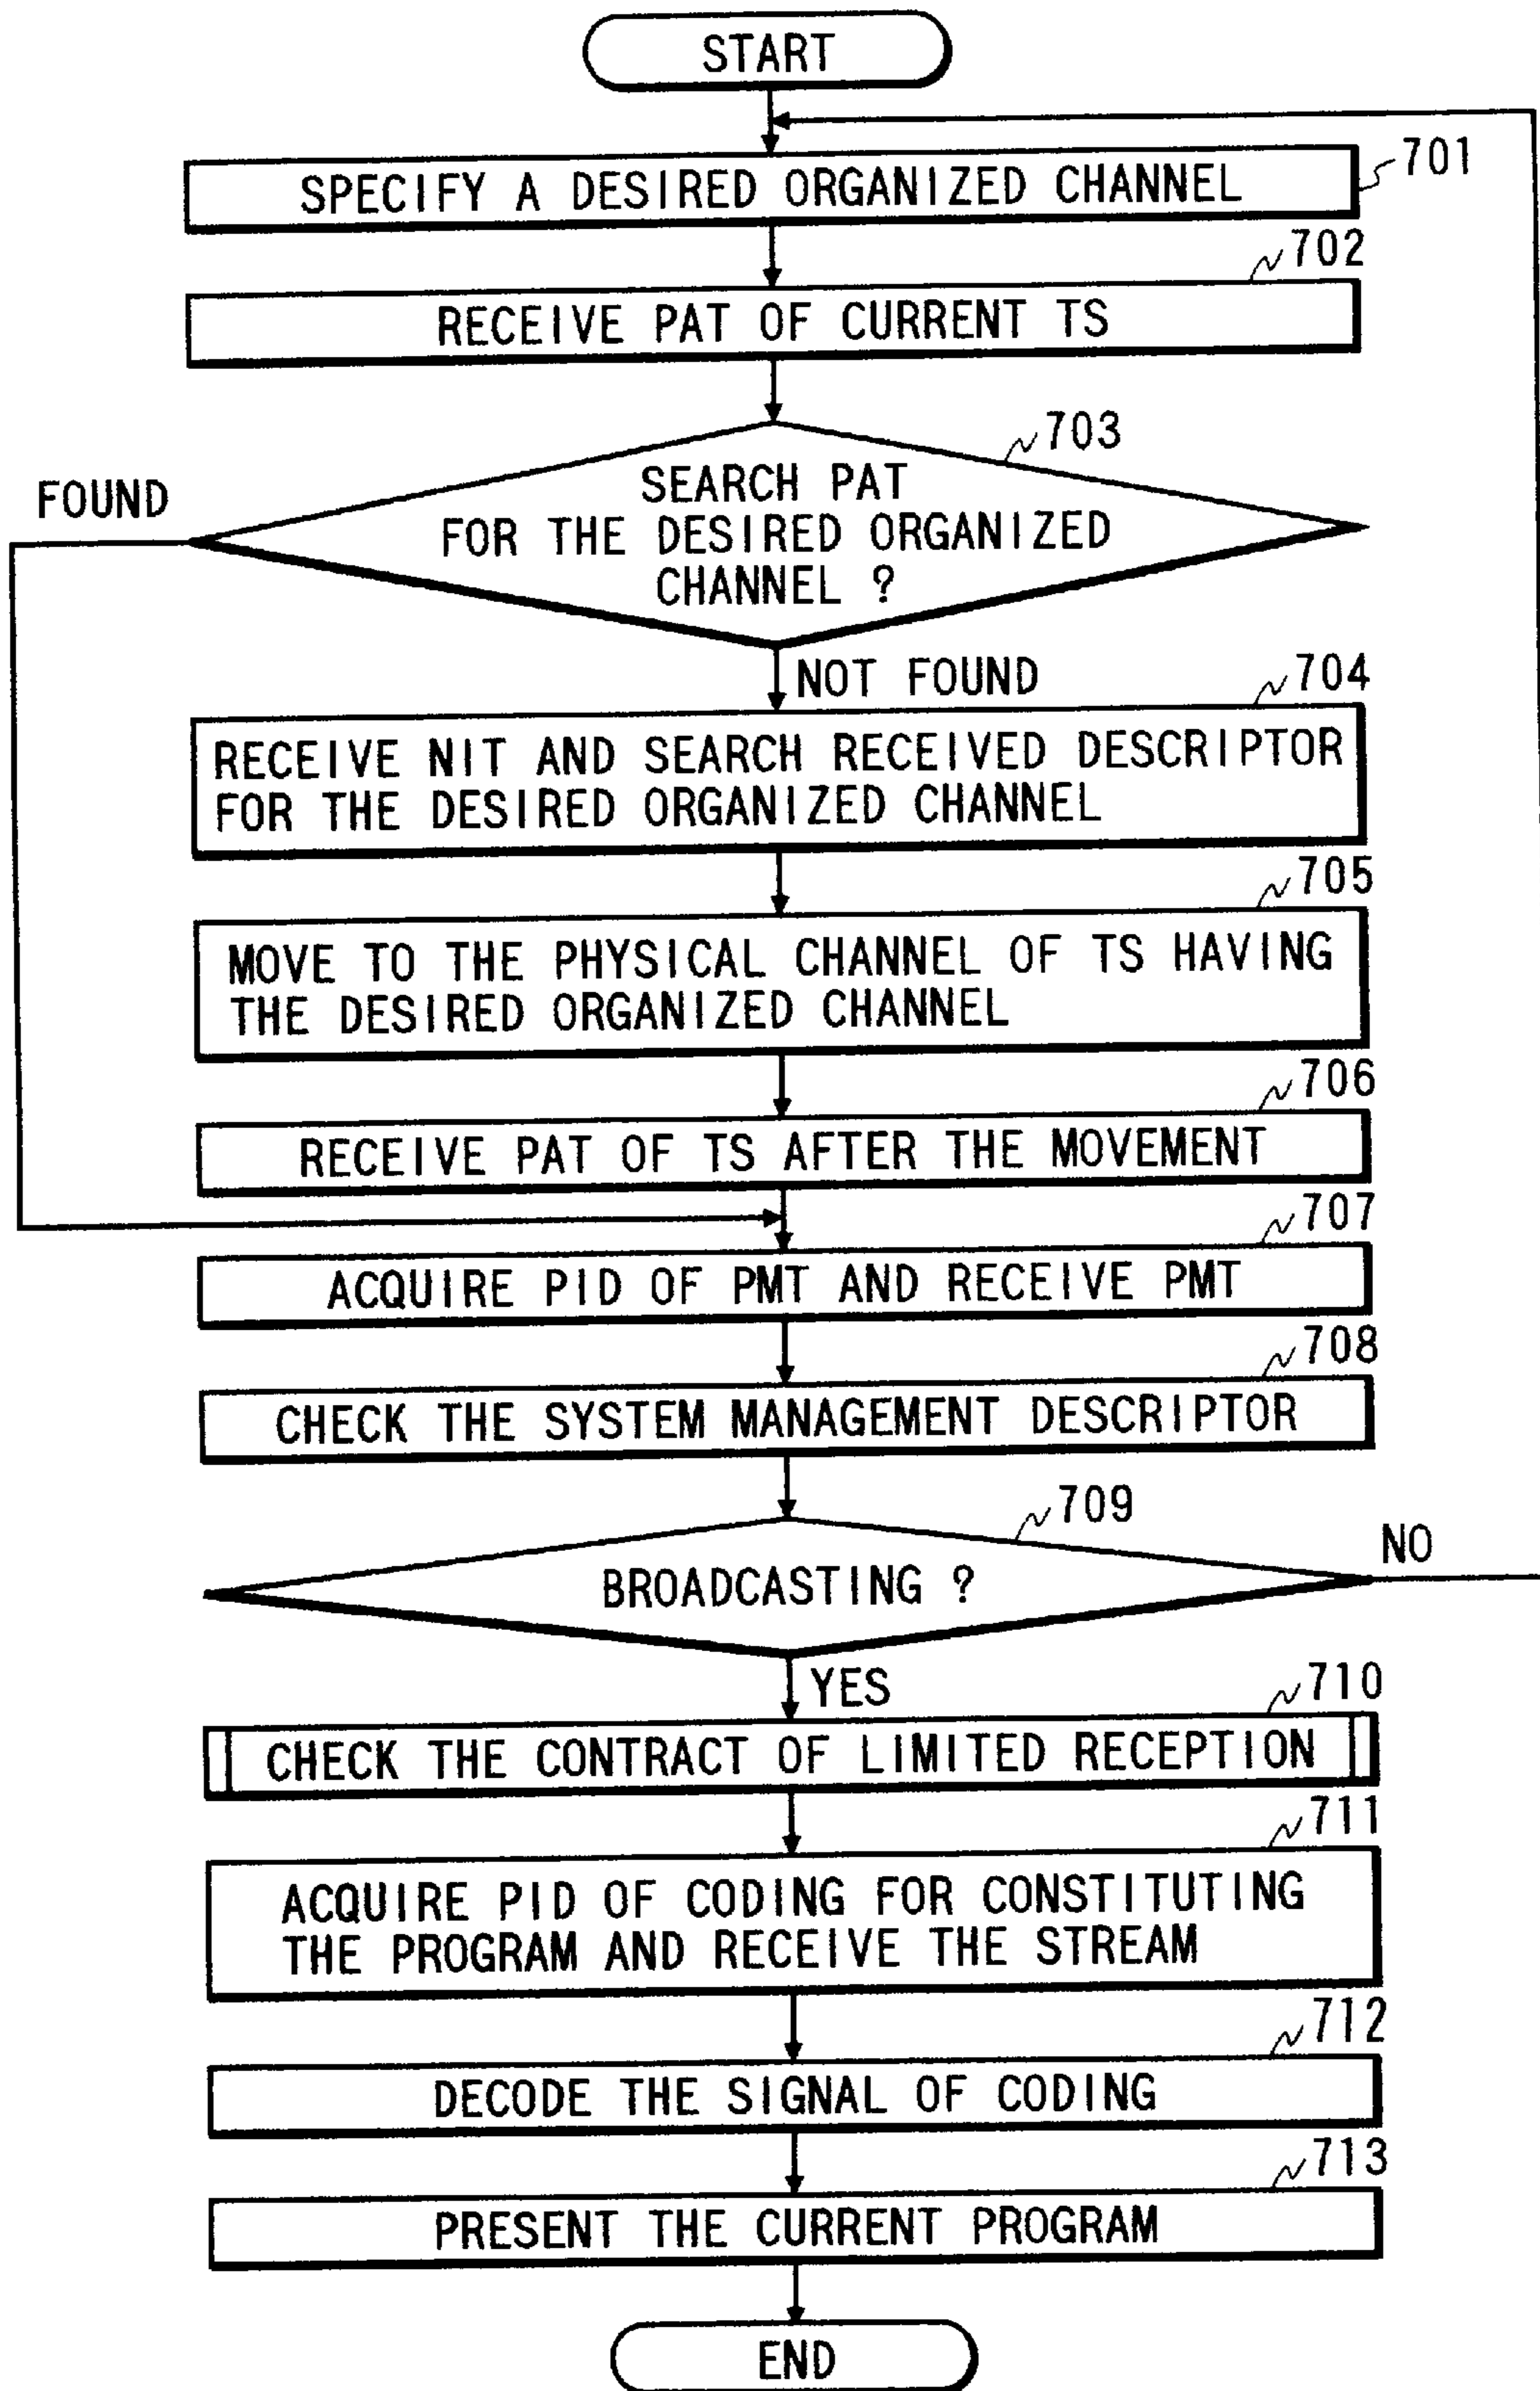 START
SPECIFY A DESIRED ORGANIZED CHANNEL
701
702
RECEIVE PAT OF CURRENT TS
703
FOUND
SEARCH PAT
FOR THE DESIRED ORGANIZED
CHANNEL ?
NOT FOUND
704
RECEIVE NIT AND SEARCH RECEIVED DESCRIPTOR
FOR THE DESIRED ORGANIZED CHANNEL
705
MOVE TO THE PHYSICAL CHANNEL OF TS HAVING
THE DESIRED ORGANIZED CHANNEL
706
RECEIVE PAT OF TS AFTER THE MOVEMENT
707
ACQUIRE PID OF PMT AND RECEIVE PMT
708
CHECK THE SYSTEM MANAGEMENT DESCRIPTOR
709
BROADCASTING ?
NO
YES
710
CHECK THE CONTRACT OF LIMITED RECEPTION
711
ACQUIRE PID OF CODING FOR CONSTITUTING
THE PROGRAM AND RECEIVE THE STREAM
712
DECODE THE SIGNAL OF CODING
713
PRESENT THE CURRENT PROGRAM
END